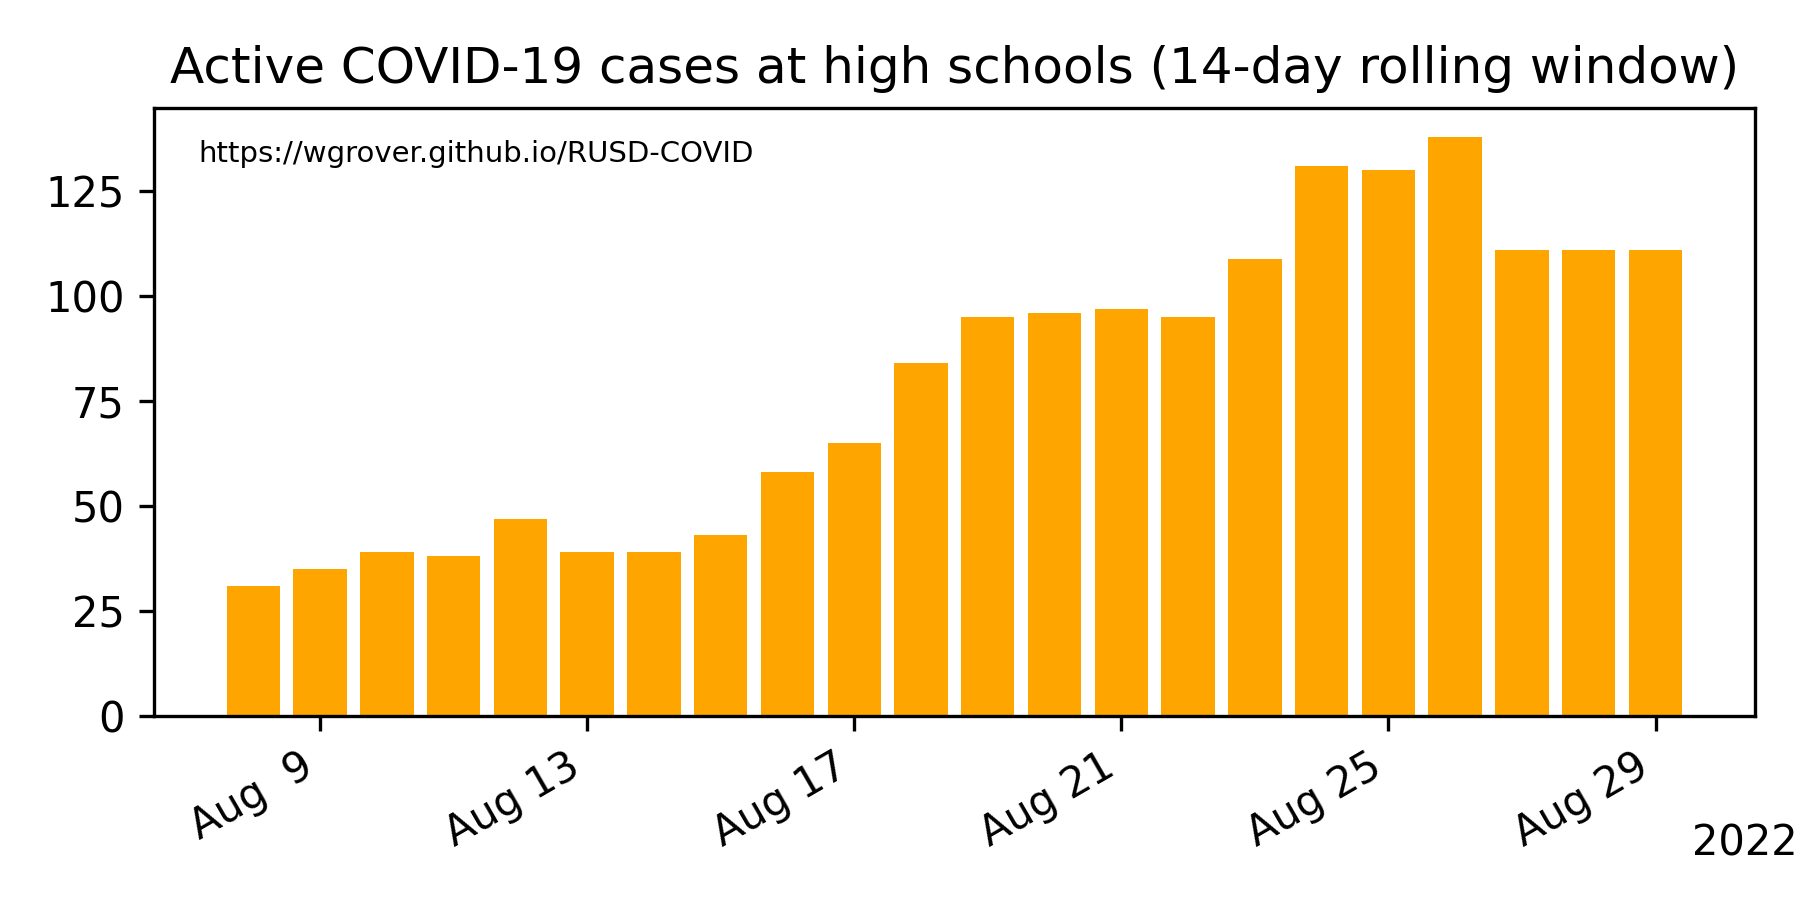 Active COVID-19 cases at high schools (14-day rolling window)
https://wgrover.github.io/RUSD-COVID
125
100
75
50
25
0
Aug 9
Aug 13
Aug 17
Aug 21
Aug 25
Aug 29
2022